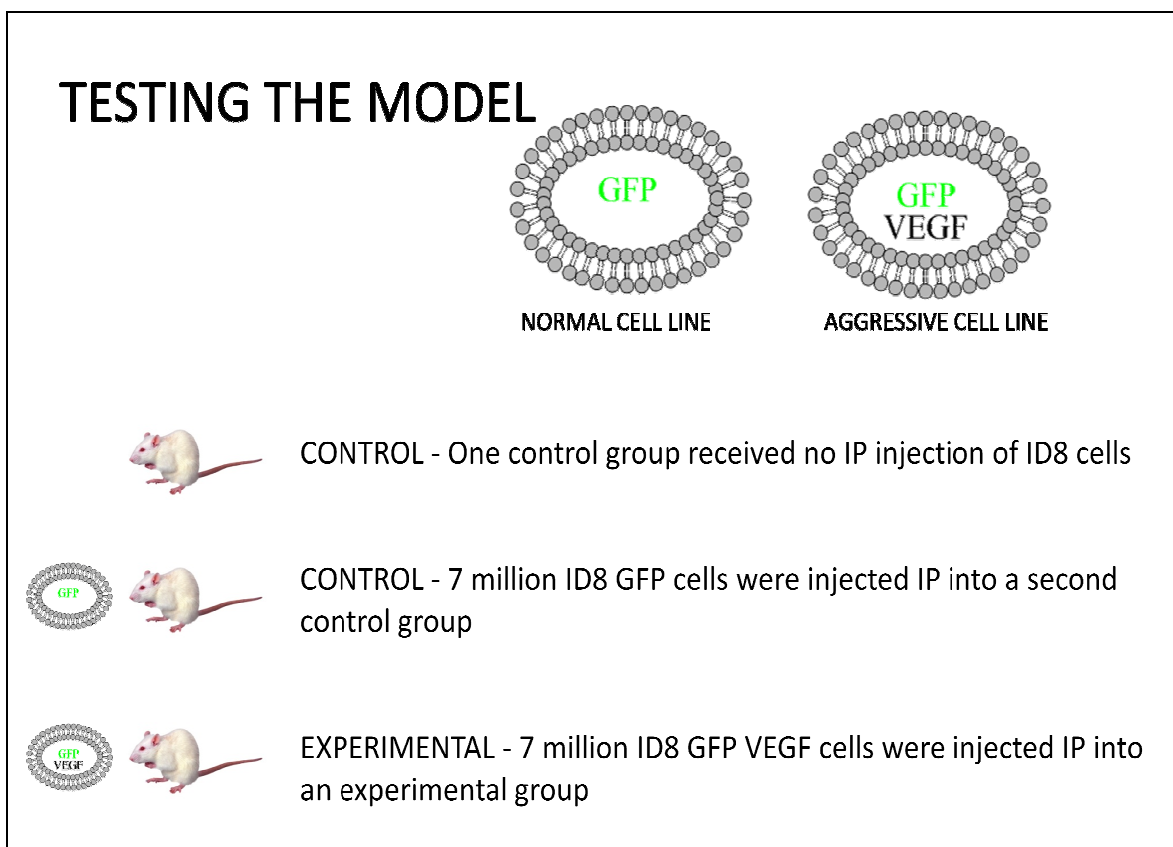 TESTING THE MODEL
GFP
GFP
VEGF
NORMAL CELL LINE
AGGRESSIVE CELL LINE
CONTROL - One control group received no IP injection of ID8 cells
GFP
CONTROL - 7 million ID8 GFP cells were injected IP into a second
control group
GFP
VEGF
EXPERIMENTAL - 7 million ID8 GFP VEGF cells were injected IP into
an experimental group